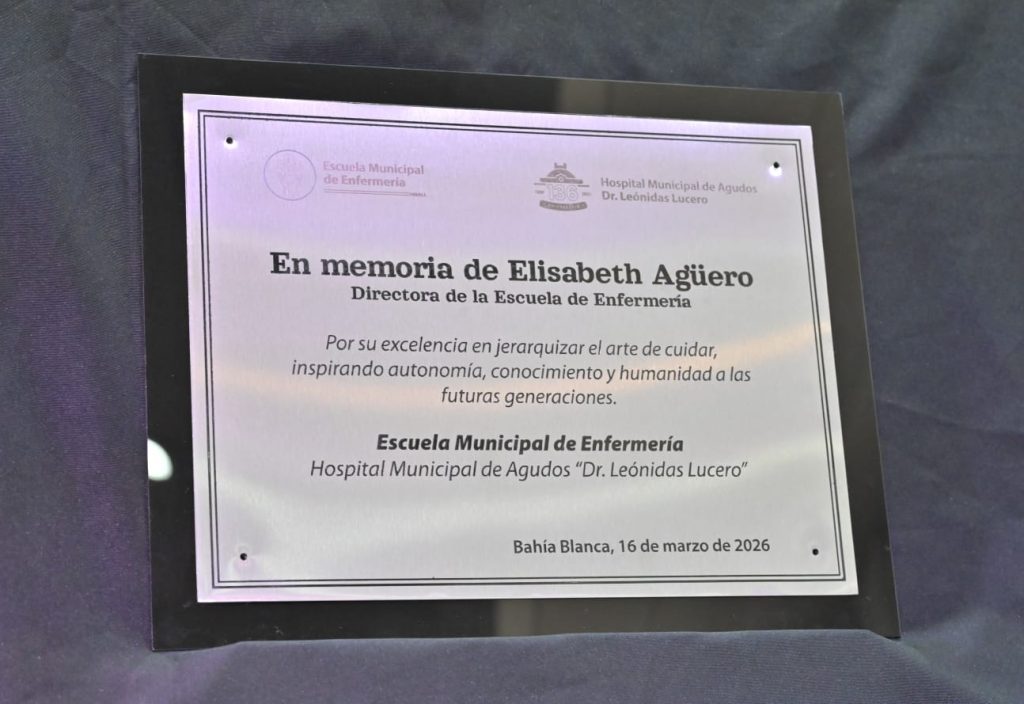 Escuela Municipal
de Enfermería
136
Hospital Municipal de Agudos
Dr. Leónidas Lucero
En memoria de Elisabeth Agüero
Directora de la Escuela de Enfermería
Por su excelencia en jerarquizar el arte de cuidar,
inspirando autonomía, conocimiento y humanidad a las
futuras generaciones.
Escuela Municipal de Enfermería
Hospital Municipal de Agudos “Dr. Leónidas Lucero”
Bahía Blanca, 16 de marzo de 2026